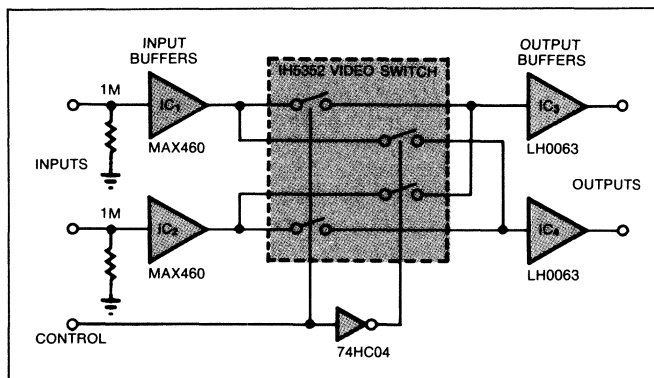 INPUT
BUFFERS
OUTPUT
BUFFERS
IH5352 VIDEO SWITCH
1M
IC1
MAX460
IC3
LH0063
INPUTS
OUTPUTS
1M
IC2
MAX460
IC4
LH0063
CONTROL
74HC04